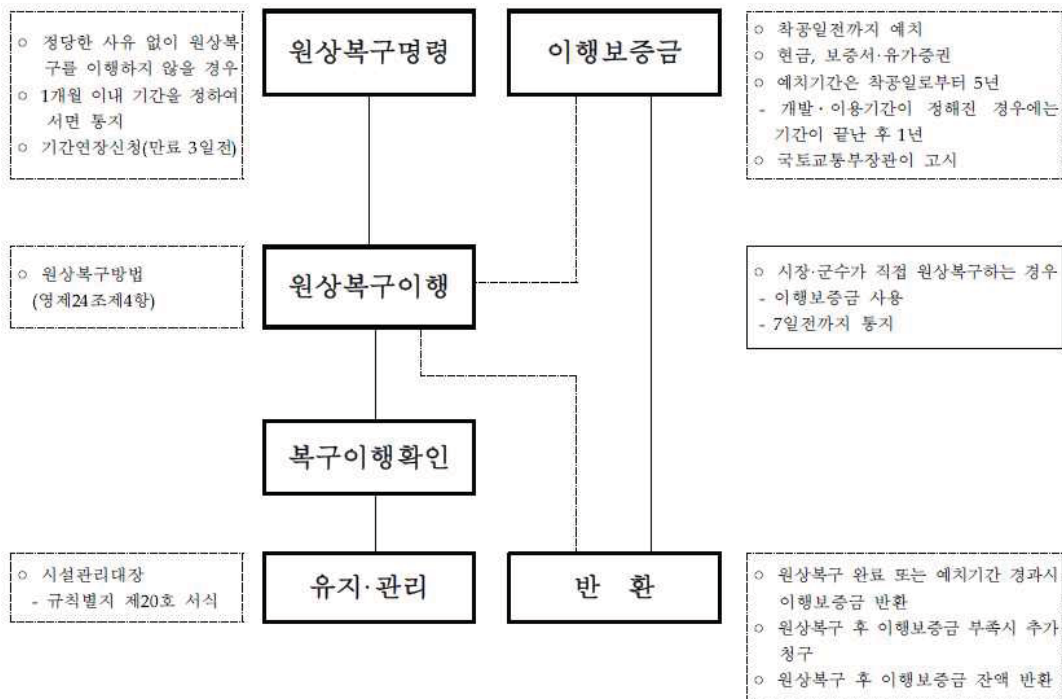 ○ 정당한 사유 없이 원상복
구를 이행하지 않을 경우
○ 1개월 이내 기간을 정하여
서면 통지
○ 기간연장신청(만료 3일전)
원상복구명령
이행보증금
○ 착공일전까지 예치
○ 현금, 보증서·유가증권
○ 예치기간은 착공일로부터 5년
- 개발·이용기간이 정해진 경우에는
기간이 끝난 후 1년
○ 국토교통부장관이 고시
○ 원상복구방법
(영제24조제4항)
원상복구이행
○ 시장·군수가 직접 원상복구하는 경우
- 이행보증금 사용
- 7일전까지 통지
복구이행확인
○ 시설관리대장
- 규칙별지 제20호 서식
유지·관리
반 환
○ 원상복구 완료 또는 예치기간 경과시
이행보증금 반환
○ 원상복구 후 이행보증금 부족시 추가
청구
○ 원상복구 후 이행보증금 잔액 반환